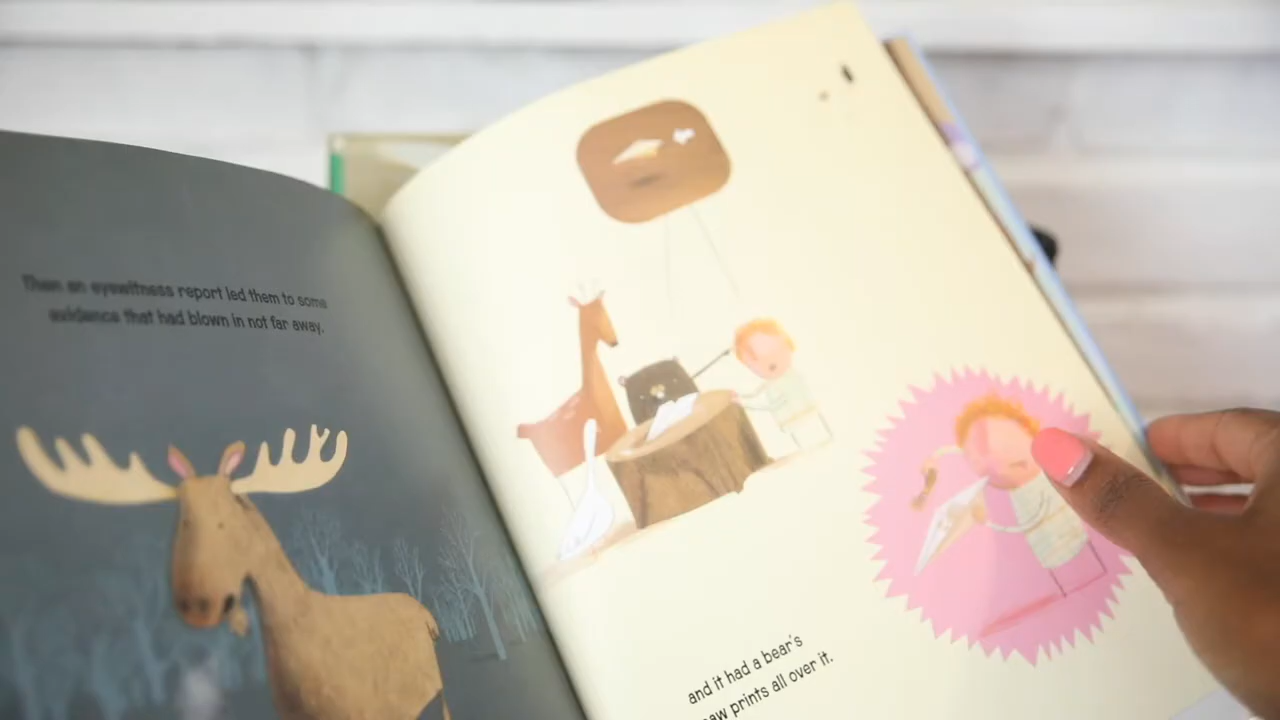 Then an eyewitness report led them to some
evidence that had blown in not far away.
and it had a bear's
paw prints all over it.